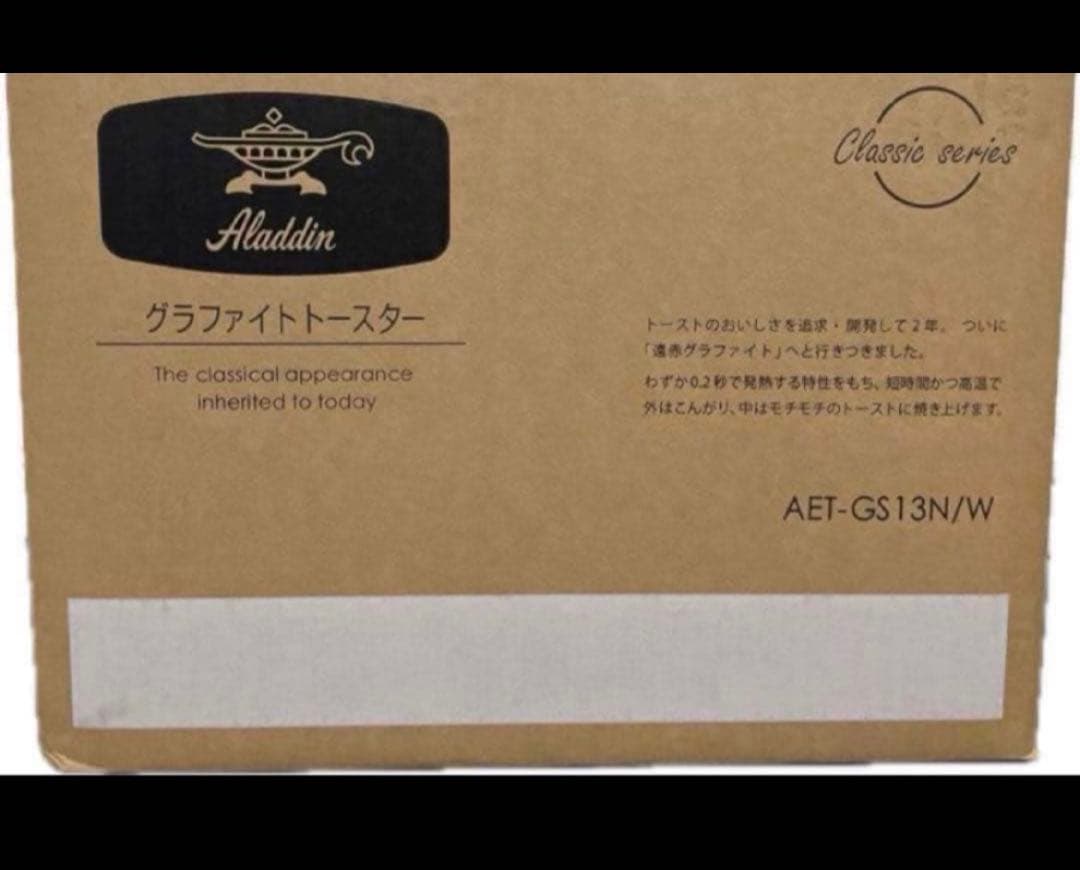 Aladdin
Classic series
グラファイトトースター
The classical appearance
inherited to today
トーストのおいしさを追求・開発して2年。ついに
「遠赤グラファイト」へと行きつきました。
わずか0.2秒で発熱する特性をもち、短時間かつ高温で
外はこんがり、中はモチモチのトーストに焼き上げます。
AET-GS13N/W